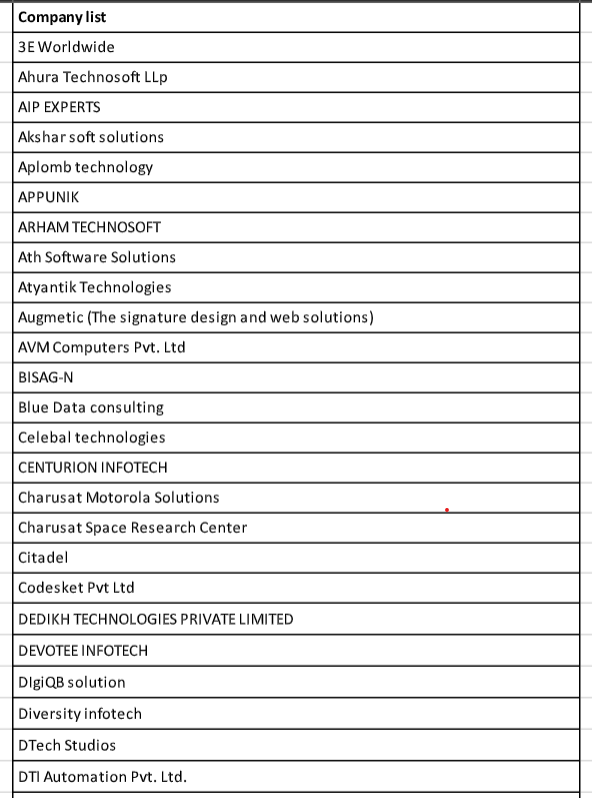 Company list
3E Worldwide
Ahura Technosoft LLp
AIP EXPERTS
Akshar soft solutions
Aplomb technology
APPUNIK
ARHAM TECHNOSOFT
Ath Software Solutions
Atyantik Technologies
Augmetic (The signature design and web solutions)
AVM Computers Pvt. Ltd
BISAG-N
Blue Data consulting
Celebal technologies
CENTURION INFOTECH
Charusat Motorola Solutions
Charusat Space Research Center
Citadel
Codesket Pvt Ltd
DEDIKH TECHNOLOGIES PRIVATE LIMITED
DEVOTEE INFOTECH
DIgiQB solution
Diversity infotech
DTech Studios
DTI Automation Pvt. Ltd.